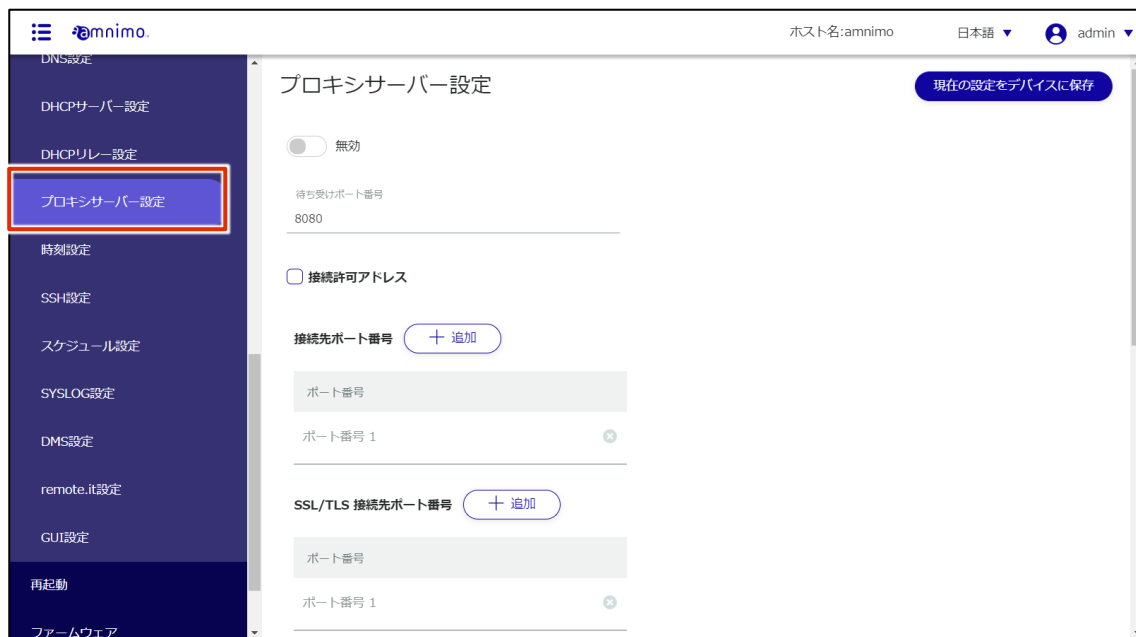 amnimo
ホスト名:amnimo
日本語 ▼
admin ▼
DNS設定
DHCPサーバー設定
DHCPリレー設定
プロキシサーバー設定
時刻設定
SSH設定
スケジュール設定
SYSLOG設定
DMS設定
remote.it設定
GUI設定
再起動
ファームウェア
プロキシサーバー設定
現在の設定をデバイスに保存
無効
待ち受けポート番号
8080
接続許可アドレス
接続先ポート番号
＋ 追加
ポート番号
ポート番号 1
SSL/TLS 接続先ポート番号
＋ 追加
ポート番号
ポート番号 1